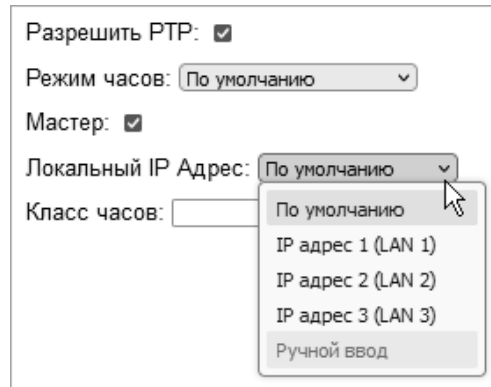 Разрешить PTP:
Режим часов: По умолчанию
Мастер:
Локальный IP Адрес: По умолчанию
Класс часов:
По умолчанию
IP адрес 1 (LAN 1)
IP адрес 2 (LAN 2)
IP адрес 3 (LAN 3)
Ручной ввод